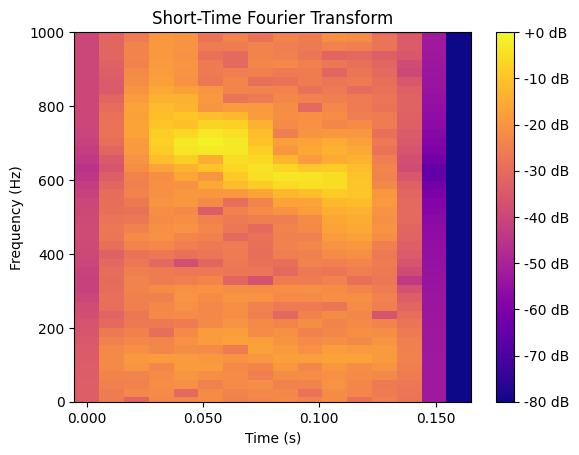 Short-Time Fourier Transform
Frequency (Hz)
1000
800
600
400
200
0
0.000
0.050
0.100
0.150
Time (s)
+0 dB
-10 dB
-20 dB
-30 dB
-40 dB
-50 dB
-60 dB
-70 dB
-80 dB